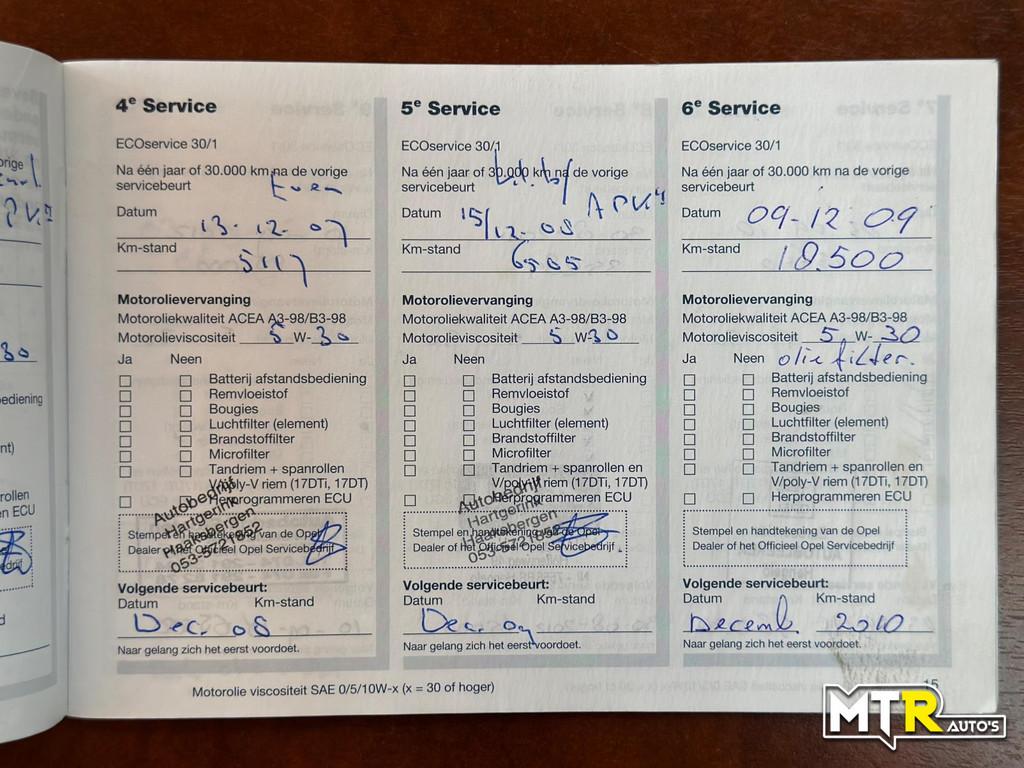 4e Service
ECOservice 30/1
Na één jaar of 30.000 km na de vorige
servicebeurt
Datum 13-12-07
Km-stand 5117
Motorolievervanging
Motoroliekwaliteit ACEA A3-98/B3-98
Motorolieviscositeit 5 W-30
Ja Neen
Batterij afstandsbediening
Remvloeistof
Bougies
Luchtfilter (element)
Brandstoffilter
Microfilter
Tandriem + spanrollen en
V/poly-V riem (17DTi, 17DT)
Herprogrammeren ECU
Autobedrijf
Hartgerink
Haaksbergen
053-5721852
Stempel en handtekening van de Opel
Dealer of het Officieel Opel Servicebedrijf
Volgende servicebeurt:
Datum Km-stand
Dec. 08
Naar gelang zich het eerst voordoet.
5e Service
ECOservice 30/1
Na één jaar of 30.000 km na de vorige
servicebeurt
APK
Datum 15/12-08
Km-stand 6505
Motorolievervanging
Motoroliekwaliteit ACEA A3-98/B3-98
Motorolieviscositeit 5 W-30
Ja Neen
Batterij afstandsbediening
Remvloeistof
Bougies
Luchtfilter (element)
Brandstoffilter
Microfilter
Tandriem + spanrollen en
V/poly-V riem (17DTi, 17DT)
Herprogrammeren ECU
Autobedrijf
Hartgerink
Haaksbergen
053-5721852
Stempel en handtekening van de Opel
Dealer of het Officieel Opel Servicebedrijf
Volgende servicebeurt:
Datum Km-stand
Dec. 09
Naar gelang zich het eerst voordoet.
6e Service
ECOservice 30/1
Na één jaar of 30.000 km na de vorige
servicebeurt
Datum 09-12-09
Km-stand 10.500
Motorolievervanging
Motoroliekwaliteit ACEA A3-98/B3-98
Motorolieviscositeit 5 W-30
Ja Neen oliefilter.
Batterij afstandsbediening
Remvloeistof
Bougies
Luchtfilter (element)
Brandstoffilter
Microfilter
Tandriem + spanrollen en
V/poly-V riem (17DTi, 17DT)
Herprogrammeren ECU
Stempel en handtekening van de Opel
Dealer of het Officieel Opel Servicebedrijf
Volgende servicebeurt:
Datum Km-stand
Decemb. 2010
Naar gelang zich het eerst voordoet.
Motorolie viscositeit SAE 0/5/10W-x (x = 30 of hoger)
15
MTR AUTO'S